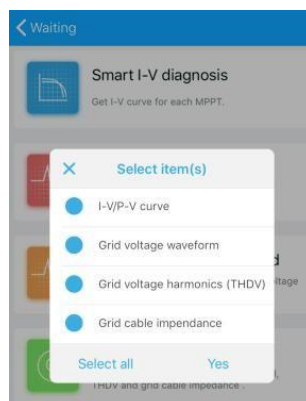 Waiting
Smart I-V diagnosis
Get I-V curve for each MPPT.
Select item(s)
I-V/P-V curve
Grid voltage waveform
d
Grid voltage harmonics (THDV)
ltage
Grid cable impendance
Select all
Yes
THDV and grid cable impedance .